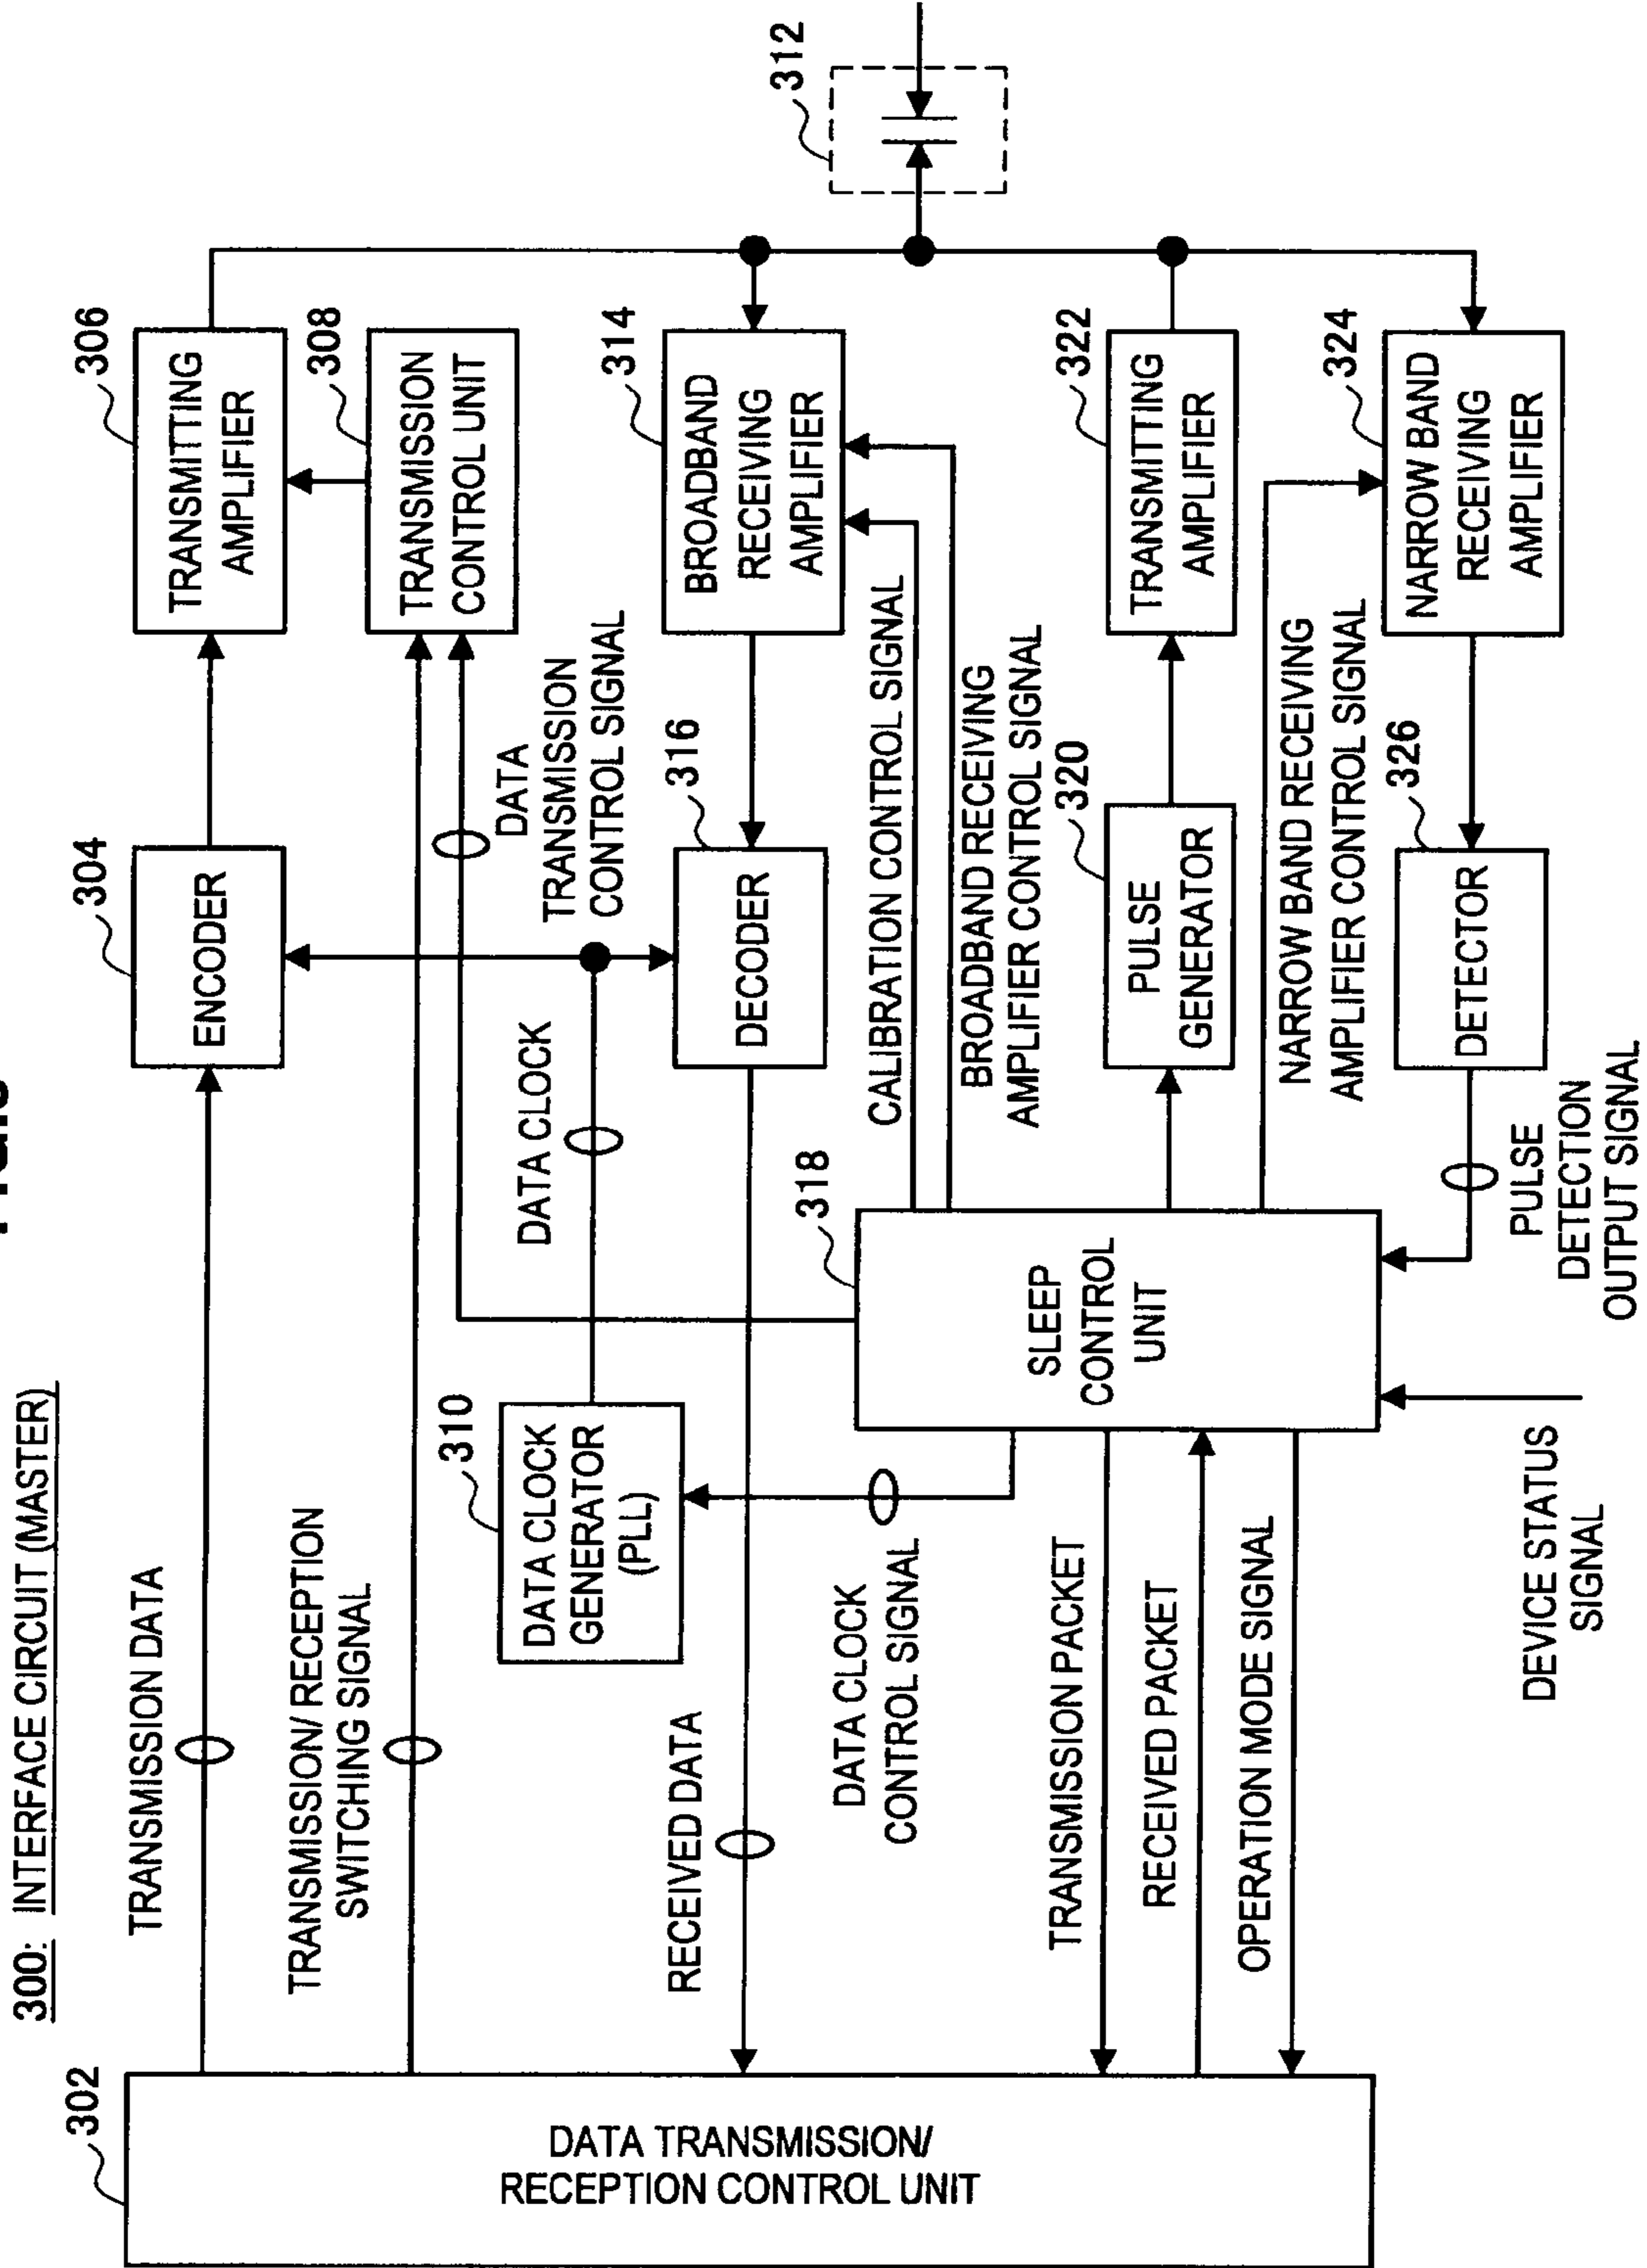 300: INTERFACE CIRCUIT (MASTER)
302
DATA TRANSMISSION/
RECEPTION CONTROL UNIT
TRANSMISSION DATA
TRANSMISSION/ RECEPTION
SWITCHING SIGNAL
RECEIVED DATA
TRANSMISSION PACKET
RECEIVED PACKET
OPERATION MODE SIGNAL
304
ENCODER
306
TRANSMITTING
AMPLIFIER
308
TRANSMISSION
CONTROL UNIT
DATA
TRANSMISSION
CONTROL SIGNAL
310
DATA CLOCK
GENERATOR
(PLL)
DATA CLOCK
DATA CLOCK
CONTROL SIGNAL
312
314
BROADBAND
RECEIVING
AMPLIFIER
316
DECODER
CALIBRATION CONTROL SIGNAL
BROADBAND RECEIVING
AMPLIFIER CONTROL SIGNAL
318
SLEEP
CONTROL
UNIT
320
PULSE
GENERATOR
322
TRANSMITTING
AMPLIFIER
NARROW BAND RECEIVING
AMPLIFIER CONTROL SIGNAL
324
NARROW BAND
RECEIVING
AMPLIFIER
326
DETECTOR
PULSE
DETECTION
OUTPUT SIGNAL
DEVICE STATUS
SIGNAL